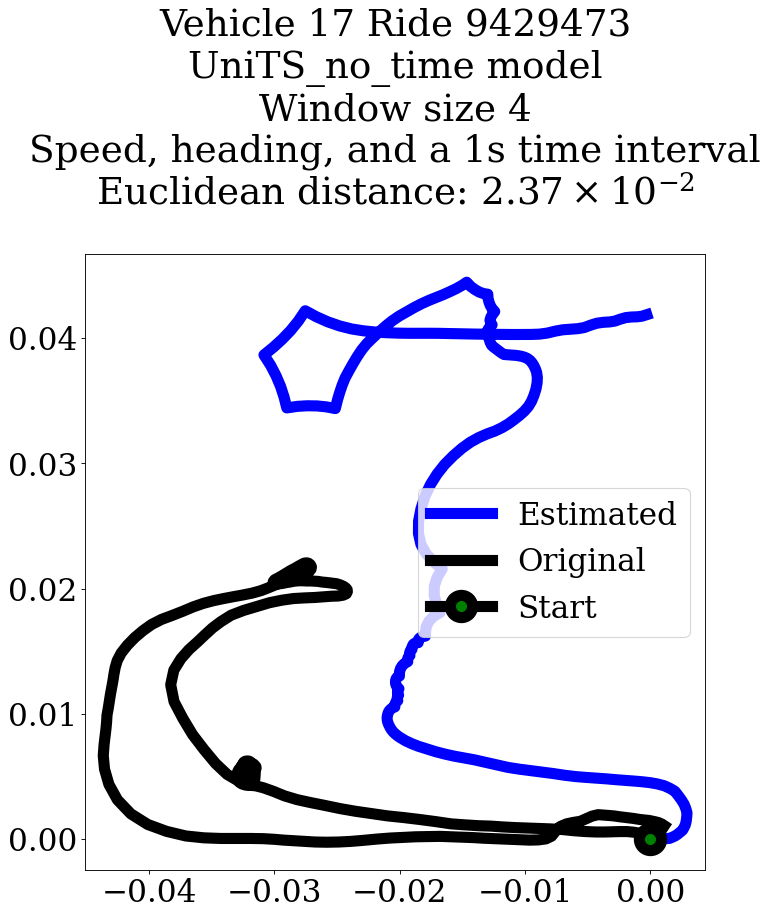 Vehicle 17 Ride 9429473
UniTS_no_time model
Window size 4
Speed, heading, and a 1s time interval
Euclidean distance: 2.37 × 10⁻²
0.04
0.03
0.02
0.01
0.00
Estimated
Original
Start
−0.04 −0.03 −0.02 −0.01 0.00